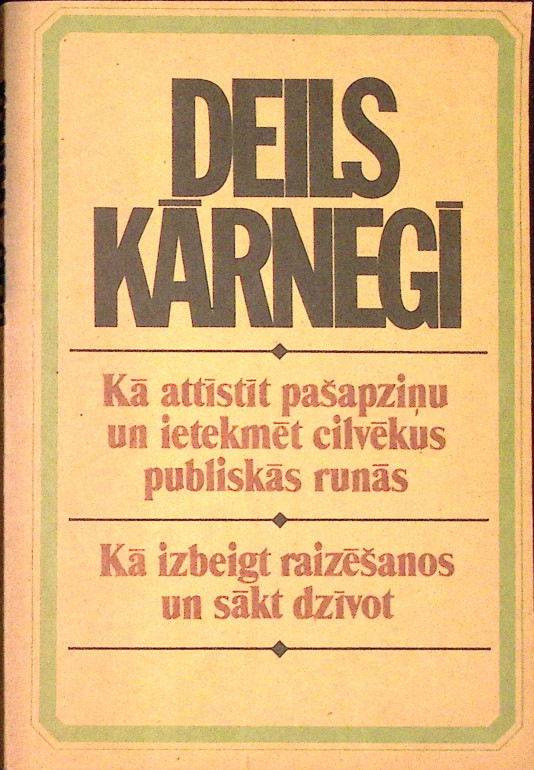 DEILS
KĀRNEGĪ
Kā attīstīt pašapziņu
un ietekmēt cilvēkus
publiskās runās
Kā izbeigt raizēšanos
un sākt dzīvot